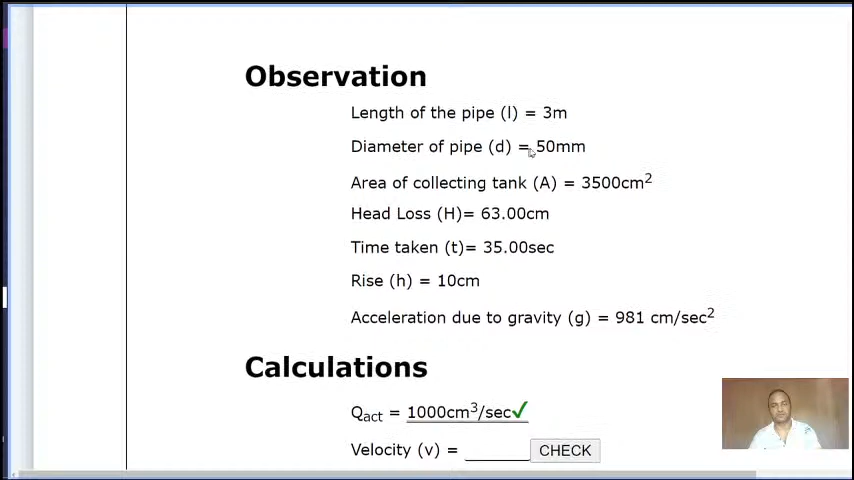 Observation
Length of the pipe (l) = 3m
Diameter of pipe (d) = 50mm
Area of collecting tank (A) = 3500cm²
Head Loss (H)= 63.00cm
Time taken (t)= 35.00sec
Rise (h) = 10cm
Acceleration due to gravity (g) = 981 cm/sec²
Calculations
Qact = 1000cm³/sec✓
Velocity (v) = ______ CHECK